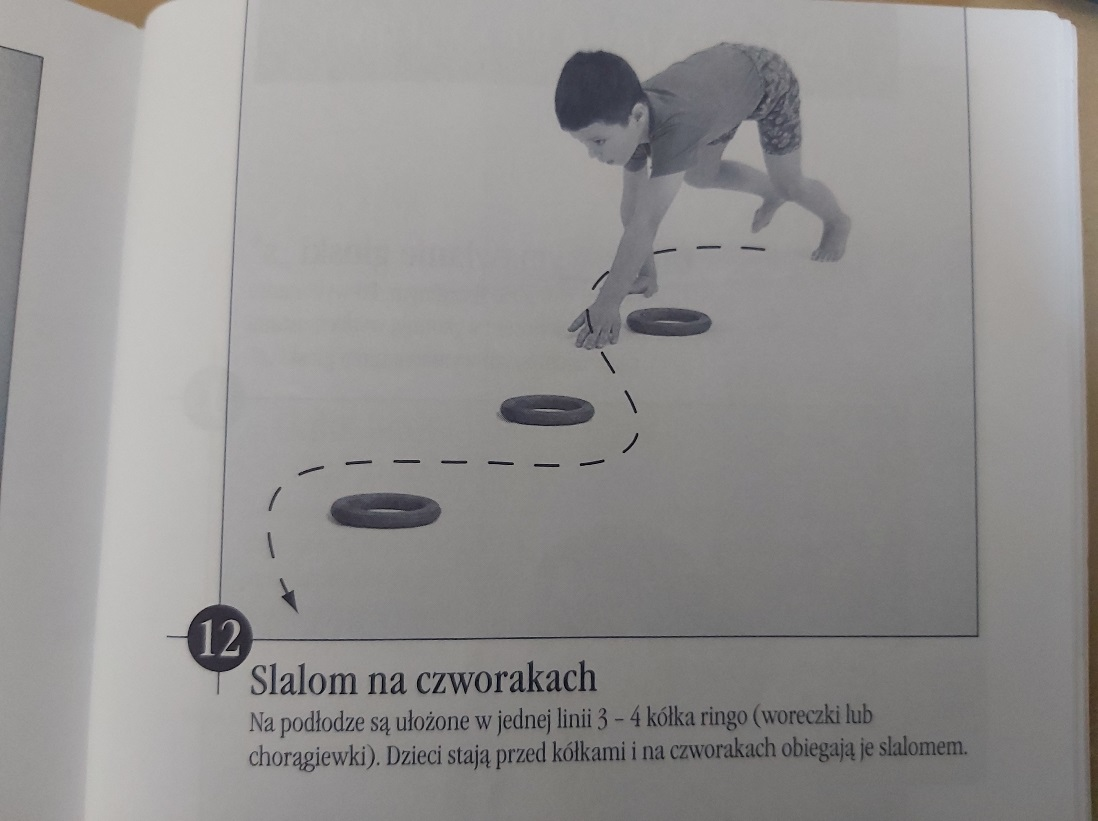 12
Slalom na czworakach
Na podłodze są ułożone w jednej linii 3 – 4 kółka ringo (woreczki lub
chorągiewki). Dzieci stają przed kółkami i na czworakach obiegają je slalomem.